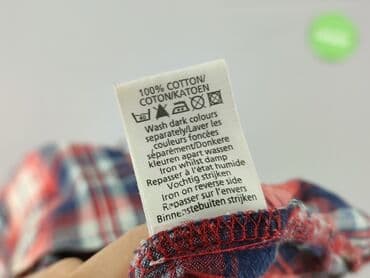 100% COTTON/
COTON/KATOEN
Wash dark colours
separately/Laver les
couleurs foncées
séparément/Donkere
kleuren apart wassen
Iron whilst damp
Repasser à l'état humide
Vochtig strijken
Iron on reverse side
Repasser sur l'envers
Binnenstebuiten strijken